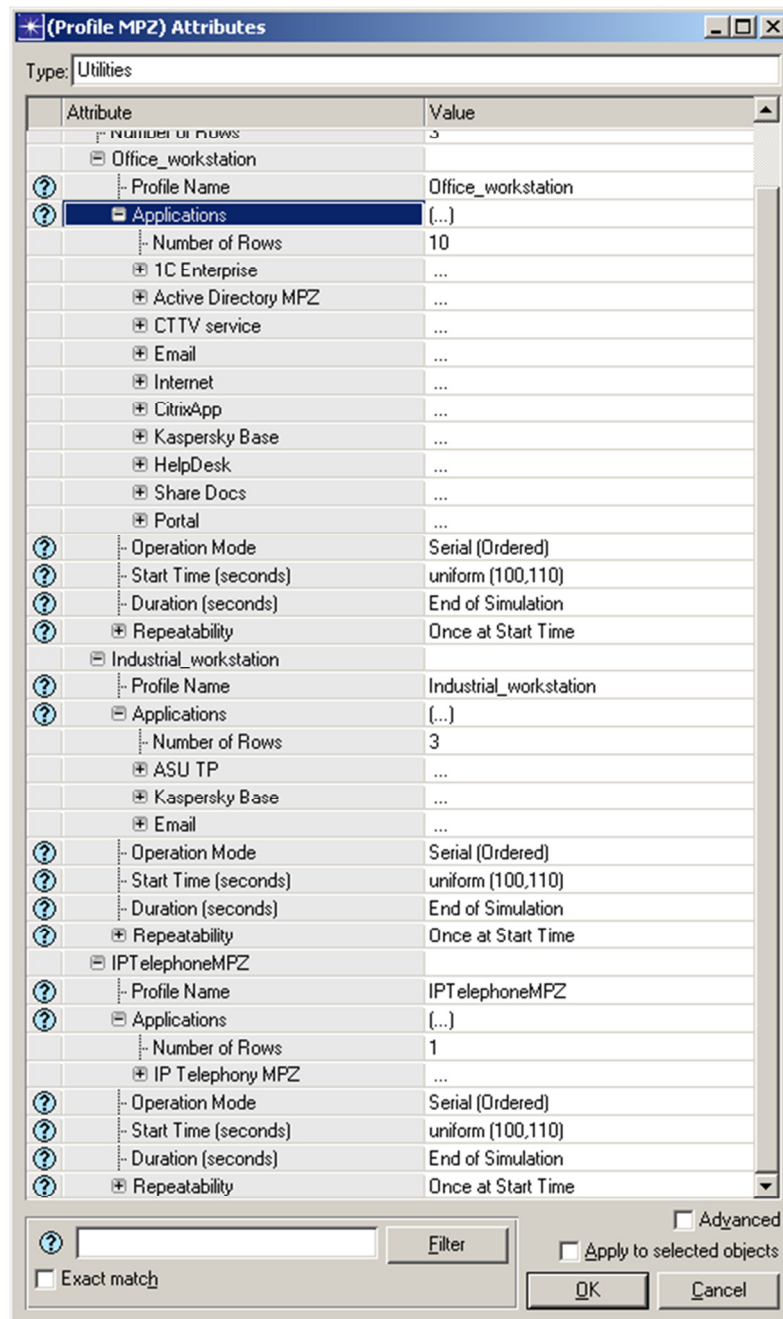 (Profile MPZ) Attributes
Type: Utilities
Attribute Value
Number of Rows 3
Office_workstation
Profile Name Office_workstation
Applications (...)
Number of Rows 10
1C Enterprise ...
Active Directory MPZ ...
CTTV service ...
Email ...
Internet ...
CitrixApp ...
Kaspersky Base ...
HelpDesk ...
Share Docs ...
Portal ...
Operation Mode Serial (Ordered)
Start Time (seconds) uniform (100,110)
Duration (seconds) End of Simulation
Repeatability Once at Start Time
Industrial_workstation
Profile Name Industrial_workstation
Applications (...)
Number of Rows 3
ASU TP ...
Kaspersky Base ...
Email ...
Operation Mode Serial (Ordered)
Start Time (seconds) uniform (100,110)
Duration (seconds) End of Simulation
Repeatability Once at Start Time
IPTelephoneMPZ
Profile Name IPTelephoneMPZ
Applications (...)
Number of Rows 1
IP Telephony MPZ ...
Operation Mode Serial (Ordered)
Start Time (seconds) uniform (100,110)
Duration (seconds) End of Simulation
Repeatability Once at Start Time
Advanced
Filter
Apply to selected objects
Exact match
OK Cancel